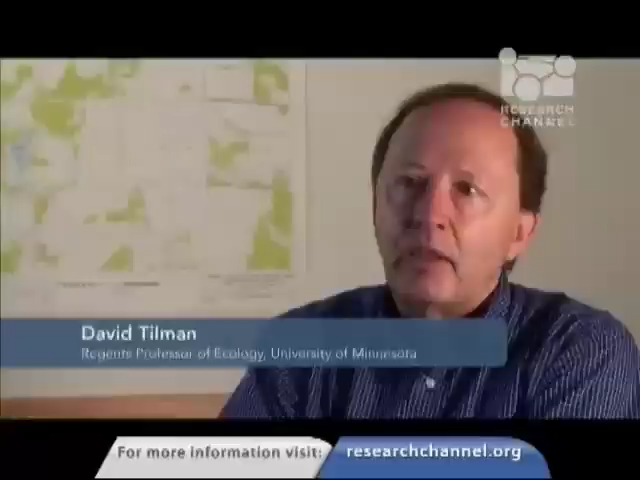 RESEARCH
CHANNEL
David Tilman
Regents Professor of Ecology, University of Minnesota
For more information visit:
researchchannel.org